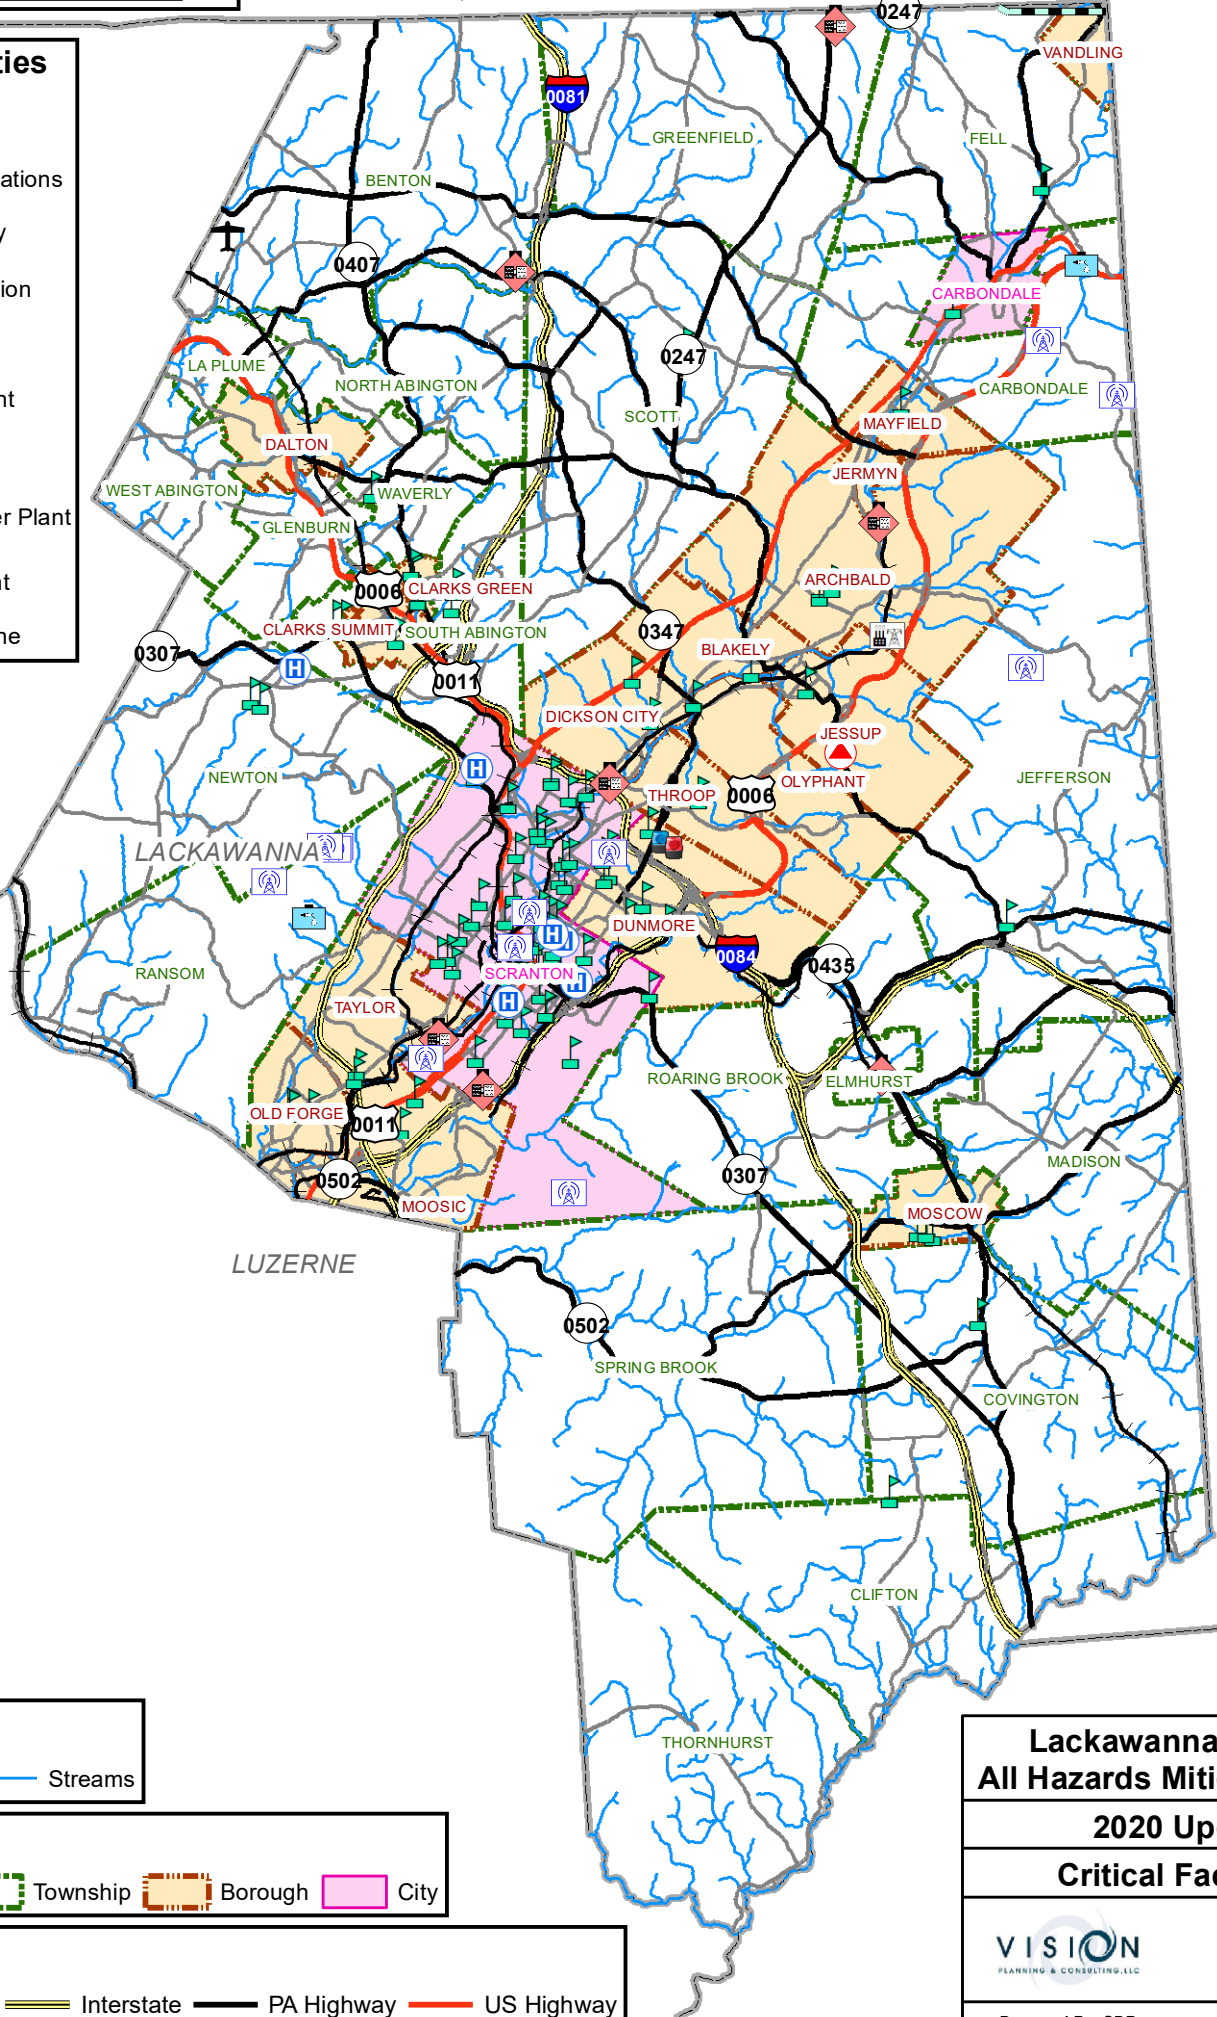 0247
VANDLING
ties
0081
GREENFIELD
FELL
ations
BENTON
y
0407
ion
CARBONDALE
0247
LA PLUME
NORTH ABINGTON
CARBONDALE
nt
SCOTT
MAYFIELD
DALTON
JERMYN
WEST ABINGTON
WAVERLY
er Plant
GLENBURN
ARCHBALD
nt
0006
CLARKS GREEN
CLARKS SUMMIT
SOUTH ABINGTON
0347
ne
0307
BLAKELY
0011
DICKSON CITY
JESSUP
NEWTON
THROOP
0006
OLYPHANT
JEFFERSON
LACKAWANNA
DUNMORE
0084
0435
RANSOM
SCRANTON
TAYLOR
ROARING BROOK
ELMHURST
OLD FORGE
0011
MADISON
0502
0307
MOOSIC
MOSCOW
LUZERNE
0502
SPRING BROOK
COVINGTON
CLIFTON
THORNHURST
Streams
Township
Borough
City
Interstate
PA Highway
US Highway
Lackawanna
All Hazards Miti
2020 Up
Critical Fac
VISION
PLANNING & CONSULTING, LLC